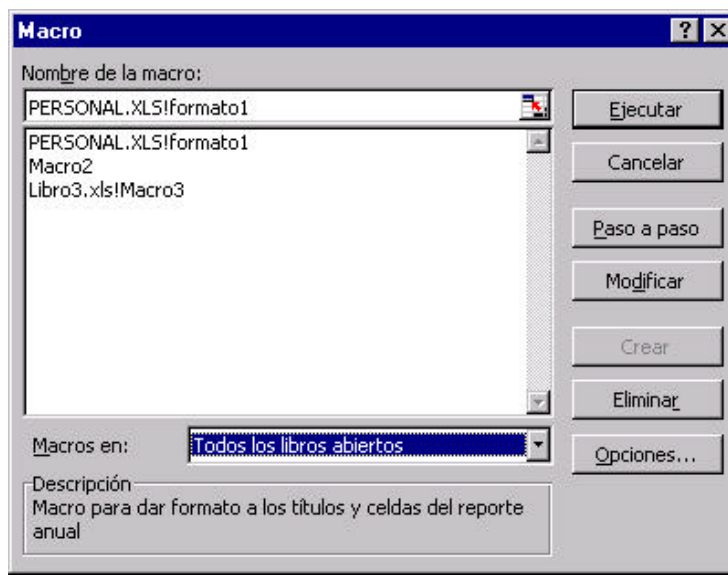 Macro
Nombre de la macro:
PERSONAL.XLS!formato1
PERSONAL.XLS!formato1
Macro2
Libro3.xls!Macro3
Ejecutar
Cancelar
Paso a paso
Modificar
Crear
Eliminar
Opciones...
Macros en:
Todos los libros abiertos
Descripción
Macro para dar formato a los títulos y celdas del reporte
anual